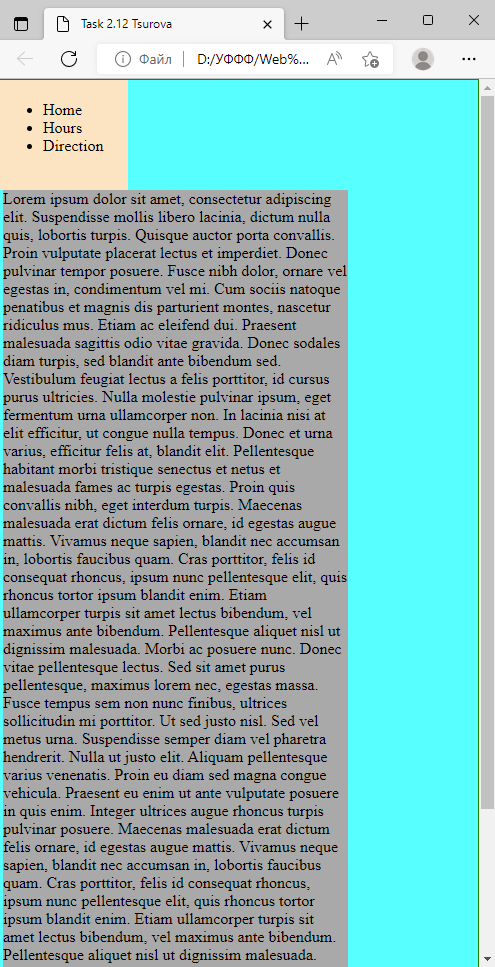 Task 2.12 Tsurova
Файл | D:/УФФФ/Web%...
Home
Hours
Direction
Lorem ipsum dolor sit amet, consectetur adipiscing
elit. Suspendisse mollis libero lacinia, dictum nulla
quis, lobortis turpis. Quisque auctor porta convallis.
Proin vulputate placerat lectus et imperdiet. Donec
pulvinar tempor posuere. Fusce nibh dolor, ornare vel
egestas in, condimentum vel mi. Cum sociis natoque
penatibus et magnis dis parturient montes, nascetur
ridiculus mus. Etiam ac eleifend dui. Praesent
malesuada sagittis odio vitae gravida. Donec sodales
diam turpis, sed blandit ante bibendum sed.
Vestibulum feugiat lectus a felis porttitor, id cursus
purus ultricies. Nulla molestie pulvinar ipsum, eget
fermentum urna ullamcorper non. In lacinia nisi at
elit efficitur, ut congue nulla tempus. Donec et urna
varius, efficitur felis at, blandit elit. Pellentesque
habitant morbi tristique senectus et netus et
malesuada fames ac turpis egestas. Proin quis
convallis nibh, eget interdum turpis. Maecenas
malesuada erat dictum felis ornare, id egestas augue
mattis. Vivamus neque sapien, blandit nec accumsan
in, lobortis faucibus quam. Cras porttitor, felis id
consequat rhoncus, ipsum nunc pellentesque elit, quis
rhoncus tortor ipsum blandit enim. Etiam
ullamcorper turpis sit amet lectus bibendum, vel
maximus ante bibendum. Pellentesque aliquet nisl ut
dignissim malesuada. Morbi ac posuere nunc. Donec
vitae pellentesque lectus. Sed sit amet purus
pellentesque, maximus lorem nec, egestas massa.
Fusce tempus sem non nunc finibus, ultrices
sollicitudin mi porttitor. Ut sed justo nisl. Sed vel
metus urna. Suspendisse semper diam vel pharetra
hendrerit. Nulla ut justo elit. Aliquam pellentesque
varius venenatis. Proin eu diam sed magna congue
vehicula. Praesent eu enim ut ante vulputate posuere
in quis enim. Integer ultrices augue rhoncus turpis
pulvinar posuere. Maecenas malesuada erat dictum
felis ornare, id egestas augue mattis. Vivamus neque
sapien, blandit nec accumsan in, lobortis faucibus
quam. Cras porttitor, felis id consequat rhoncus,
ipsum nunc pellentesque elit, quis rhoncus tortor
ipsum blandit enim. Etiam ullamcorper turpis sit
amet lectus bibendum, vel maximus ante bibendum.
Pellentesque aliquet nisl ut dignissim malesuada.